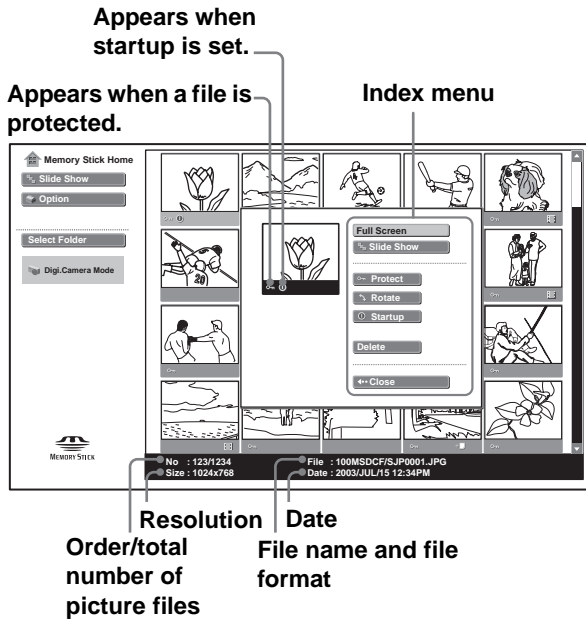 Appears when
startup is set.
Appears when a file is
protected.
Index menu
Memory Stick Home
Slide Show
Option
Select Folder
Digi.Camera Mode
Full Screen
Slide Show
Protect
Rotate
Startup
Delete
Close
20
MEMORY STICK
No : 123/1234
Size : 1024x768
File : 100MSDCF/SJP0001.JPG
Date : 2003/JUL/15 12:34PM
Resolution
Date
Order/total
number of
picture files
File name and file
format